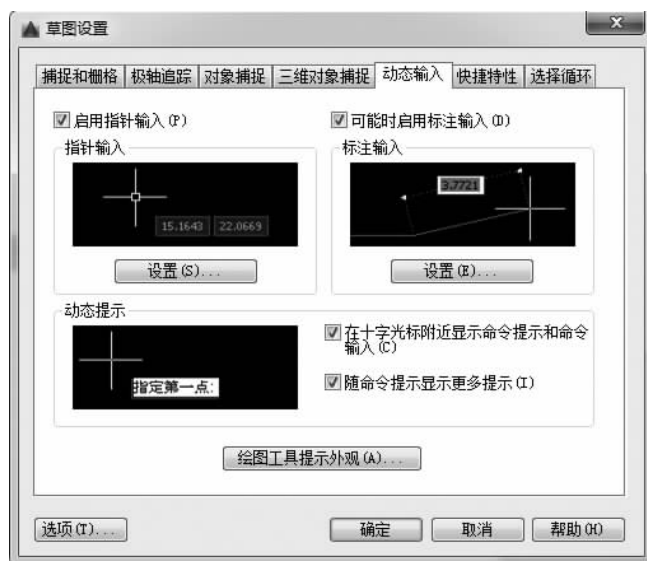 草图设置
捕捉和栅格 极轴追踪 对象捕捉 三维对象捕捉 动态输入 快捷特性 选择循环
启用指针输入(P)
可能时启用标注输入(D)
指针输入
标注输入
15.1643 22.0669
3.7721
设置(S)...
设置(E)...
动态提示
指定第一点:
在十字光标附近显示命令提示和命令
输入(C)
随命令提示显示更多提示(I)
绘图工具提示外观(A)...
选项(T)...
确定
取消
帮助(H)